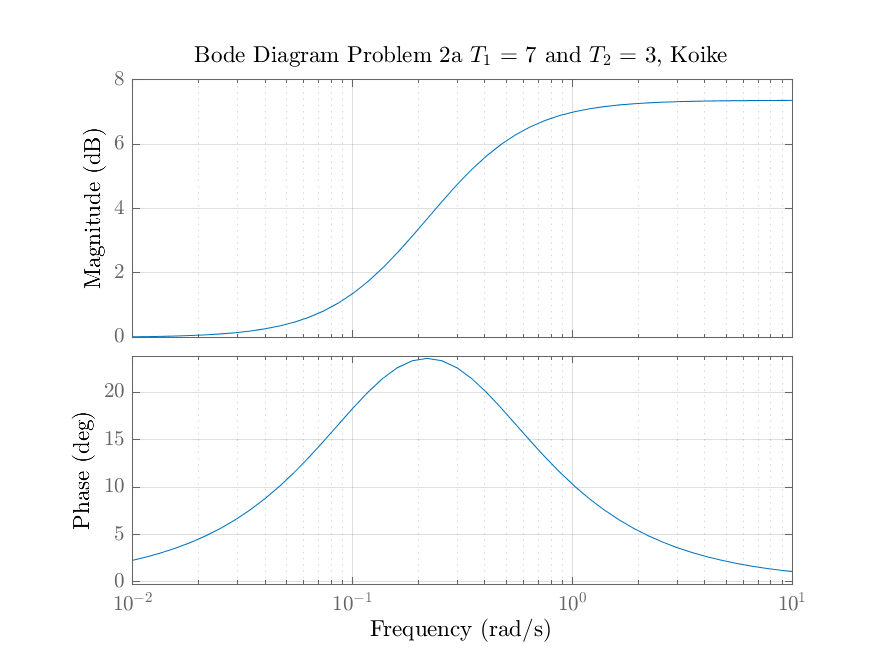 Bode Diagram Problem 2a T₁ = 7 and T₂ = 3, Koike
8
6
4
2
0
Magnitude (dB)
20
15
10
5
0
Phase (deg)
10⁻² 10⁻¹ 10⁰ 10¹
Frequency (rad/s)